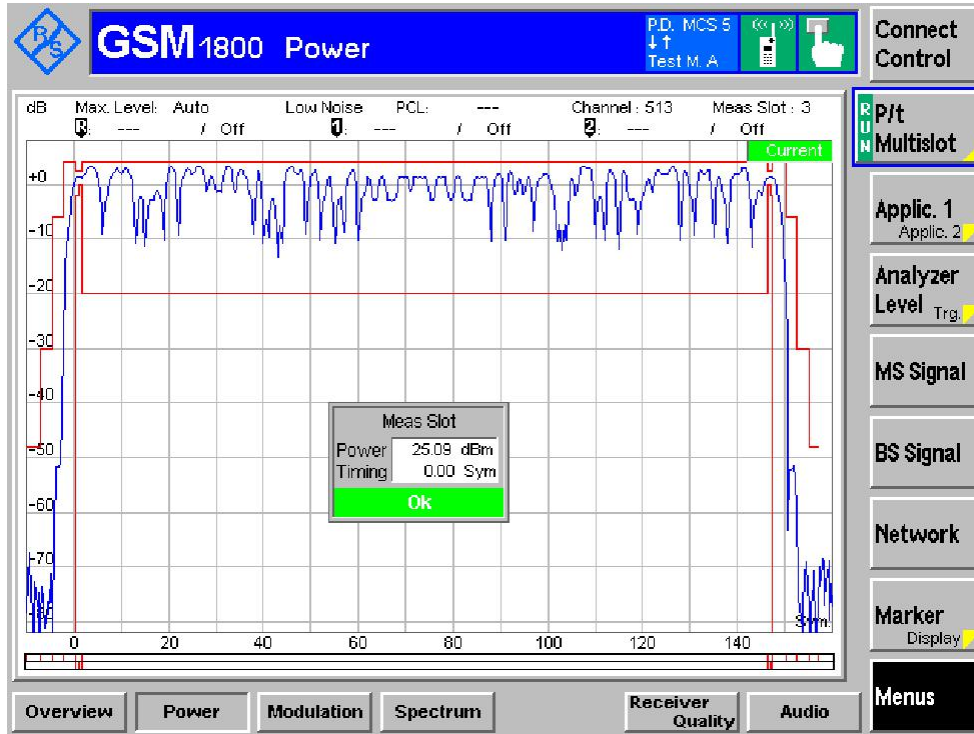 R&S
GSM 1800 Power
P.D. MCS 5
Test M. A
Connect
Control
dB Max. Level: Auto Low Noise PCL: --- Channel : 513 Meas Slot : 3
R: --- / Off 1: --- / Off 2: --- / Off
RUN
P/t
Multislot
Current
+0
-10
-20
-30
-40
-50
-60
-70
Sym.
0 20 40 60 80 100 120 140
Meas Slot
Power 25.09 dBm
Timing 0.00 Sym
Ok
Applic. 1
Applic. 2
Analyzer
Level Trg.
MS Signal
BS Signal
Network
Marker
Display
Menus
Overview
Power
Modulation
Spectrum
Receiver
Quality
Audio